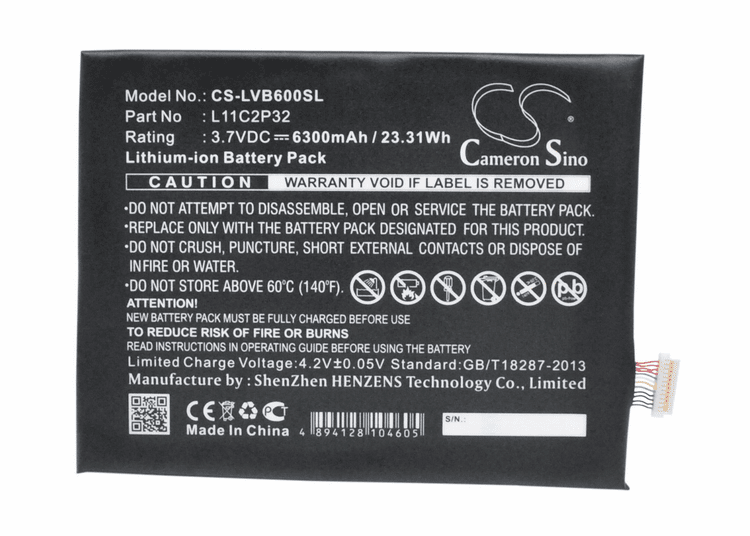 Model No.: CS-LVB600SL
Part No : L11C2P32
Rating : 3.7VDC⎓6300mAh / 23.31Wh
Lithium-ion Battery Pack
CS
Cameron Sino
CAUTION WARRANTY VOID IF LABEL IS REMOVED
•DO NOT ATTEMPT TO DISASSEMBLE, OPEN OR SERVICE THE BATTERY PACK.
•REPLACE ONLY WITH THE BATTERY PACK DESIGNATED FOR THIS PRODUCT.
•DO NOT CRUSH, PUNCTURE, SHORT EXTERNAL CONTACTS OR DISPOSE OF
IN FIRE OR WATER.
•DO NOT STORE ABOVE 60°C (140°F).
Pb
ATTENTION!
NEW BATTERY PACK MUST BE FULLY CHARGED BEFORE USE
TO REDUCE RISK OF FIRE OR BURNS
READ INSTRUCTIONS IN OPERATING GUIDE BEFORE USING THE BATTERY
Limited Charge Voltage:4.2V±0.05V Standard:GB/T18287-2013
Manufacture by : ShenZhen HENZENS Technology Co., Limited
CE FC
Made In China
4 894128 104605
S/N.: